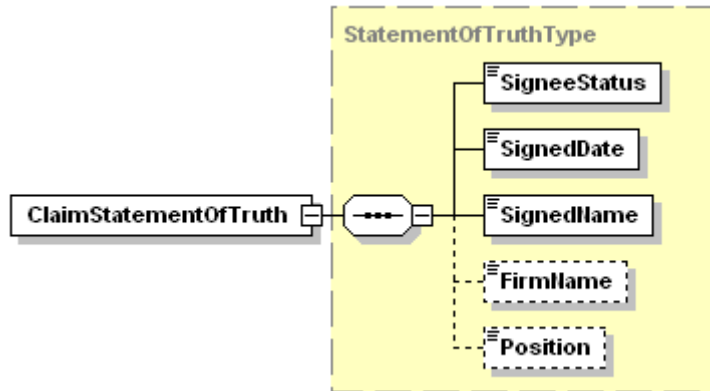 StatementOfTruthType
SigneeStatus
SignedDate
ClaimStatementOfTruth
SignedName
FirmName
Position